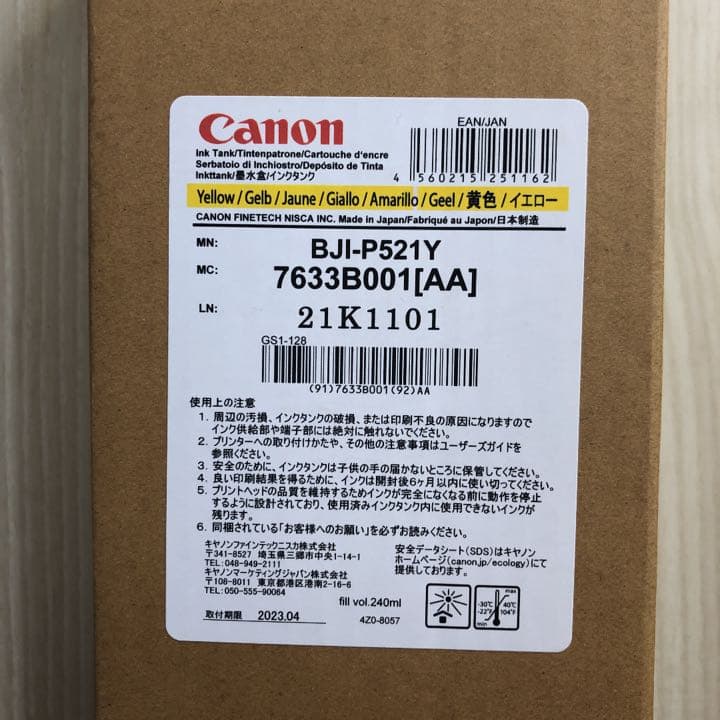 Canon
EAN/JAN
Ink Tank/Tintenpatrone/Cartouche d'encre
Serbatoio di Inchiostro/Depósito de Tinta
Inkttank/墨水盒/インクタンク
4 560215 251162
Yellow / Gelb / Jaune / Giallo / Amarillo / Geel / 黄色 / イエロー
CANON FINETECH NISCA INC. Made in Japan/Fabriqué au Japon/日本制造
MN: BJI-P521Y
MC: 7633B001[AA]
LN: 21K1101
GS1-128
(91)7633B001(92)AA
使用上の注意
1. 周辺の汚損、インクタンクの破損、または印刷不良の原因になりますので
インク供給部や端子部には絶対に触れないでください。
2. プリンターへの取り付けかたや、その他の注意事項はユーザーズガイドを
参照ください。
3. 安全のために、インクタンクは子供の手の届かないところに保管してください。
4. 良い印刷結果を得るために、インクは開封後6ヶ月以内に使い切ってください。
5. プリントヘッドの品質を維持するためインクが完全になくなる前に動作を停止
するように設計されており、使用済みインクタンク内に使用できないインクが
残ります。
6. 同梱されている「お客様へのお願い」を必ずお読みください。
キヤノンファインテックニスカ株式会社
〒341-8527 埼玉県三郷市中央1-14-1
TEL:048-949-2111
キヤノンマーケティングジャパン株式会社
〒108-8011 東京都港区港南2-16-6
TEL:050-555-90064
安全データシート(SDS)はキヤノン
ホームページ(canon.jp/ecology)にて
提供しております。
取付期限 2023.04
fill vol.240ml
4Z0-8057
max
-30℃ 40℃
-22°F 104°F
min